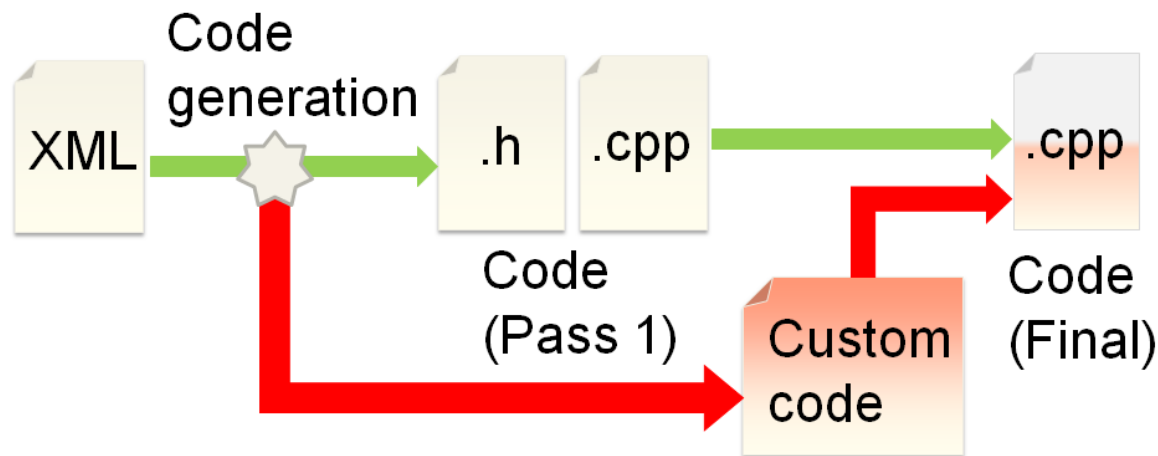 Code
generation
XML
.h
.cpp
.cpp
Code
(Pass 1)
Custom
code
Code
(Final)